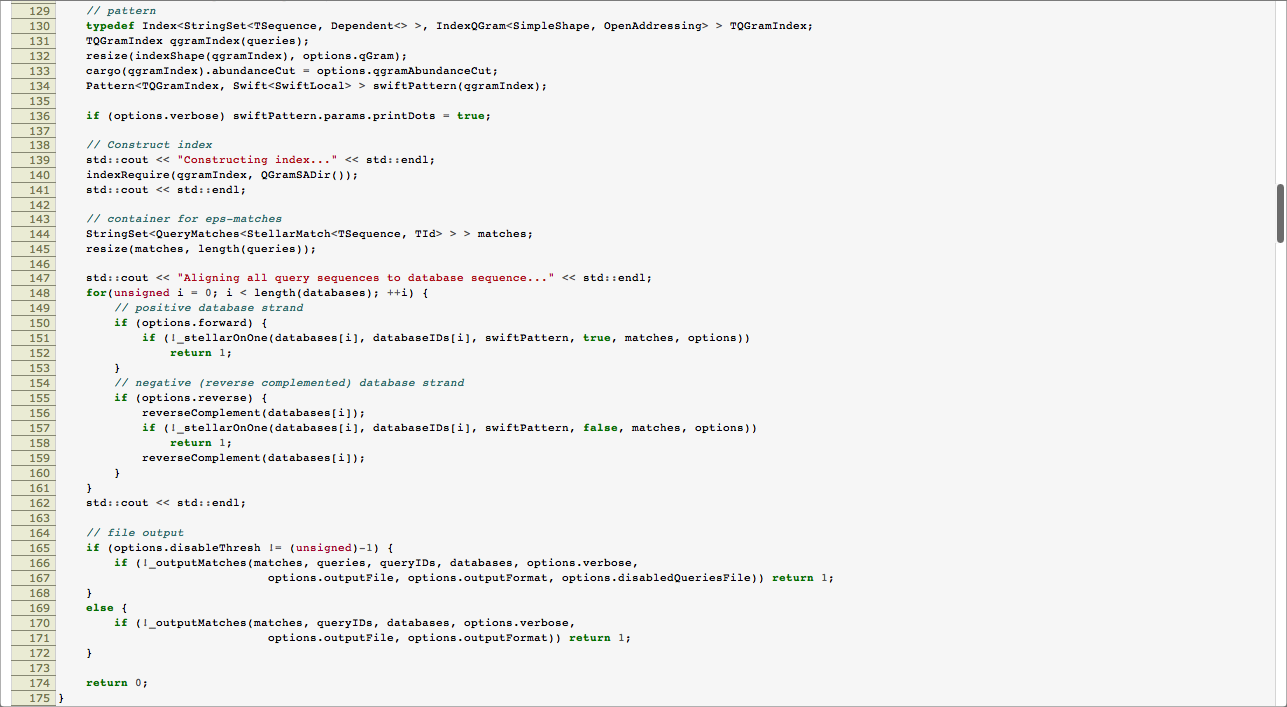 129 // pattern
130 typedef Index<StringSet<TSequence, Dependent<> >, IndexQGram<SimpleShape, OpenAddressing> > TQGramIndex;
131 TQGramIndex qgramIndex(queries);
132 resize(indexShape(qgramIndex), options.qGram);
133 cargo(qgramIndex).abundanceCut = options.qgramAbundanceCut;
134 Pattern<TQGramIndex, Swift<SwiftLocal> > swiftPattern(qgramIndex);
135
136 if (options.verbose) swiftPattern.params.printDots = true;
137
138 // Construct index
139 std::cout << "Constructing index..." << std::endl;
140 indexRequire(qgramIndex, QGramSADir());
141 std::cout << std::endl;
142
143 // container for eps-matches
144 StringSet<QueryMatches<StellarMatch<TSequence, TId> > > matches;
145 resize(matches, length(queries));
146
147 std::cout << "Aligning all query sequences to database sequence..." << std::endl;
148 for(unsigned i = 0; i < length(databases); ++i) {
149 // positive database strand
150 if (options.forward) {
151 if (!_stellarOnOne(databases[i], databaseIDs[i], swiftPattern, true, matches, options))
152 return 1;
153 }
154 // negative (reverse complemented) database strand
155 if (options.reverse) {
156 reverseComplement(databases[i]);
157 if (!_stellarOnOne(databases[i], databaseIDs[i], swiftPattern, false, matches, options))
158 return 1;
159 reverseComplement(databases[i]);
160 }
161 }
162 std::cout << std::endl;
163
164 // file output
165 if (options.disableThresh != (unsigned)-1) {
166 if (!_outputMatches(matches, queries, queryIDs, databases, options.verbose,
167 options.outputFile, options.outputFormat, options.disabledQueriesFile)) return 1;
168 }
169 else {
170 if (!_outputMatches(matches, queryIDs, databases, options.verbose,
171 options.outputFile, options.outputFormat)) return 1;
172 }
173
174 return 0;
175 }